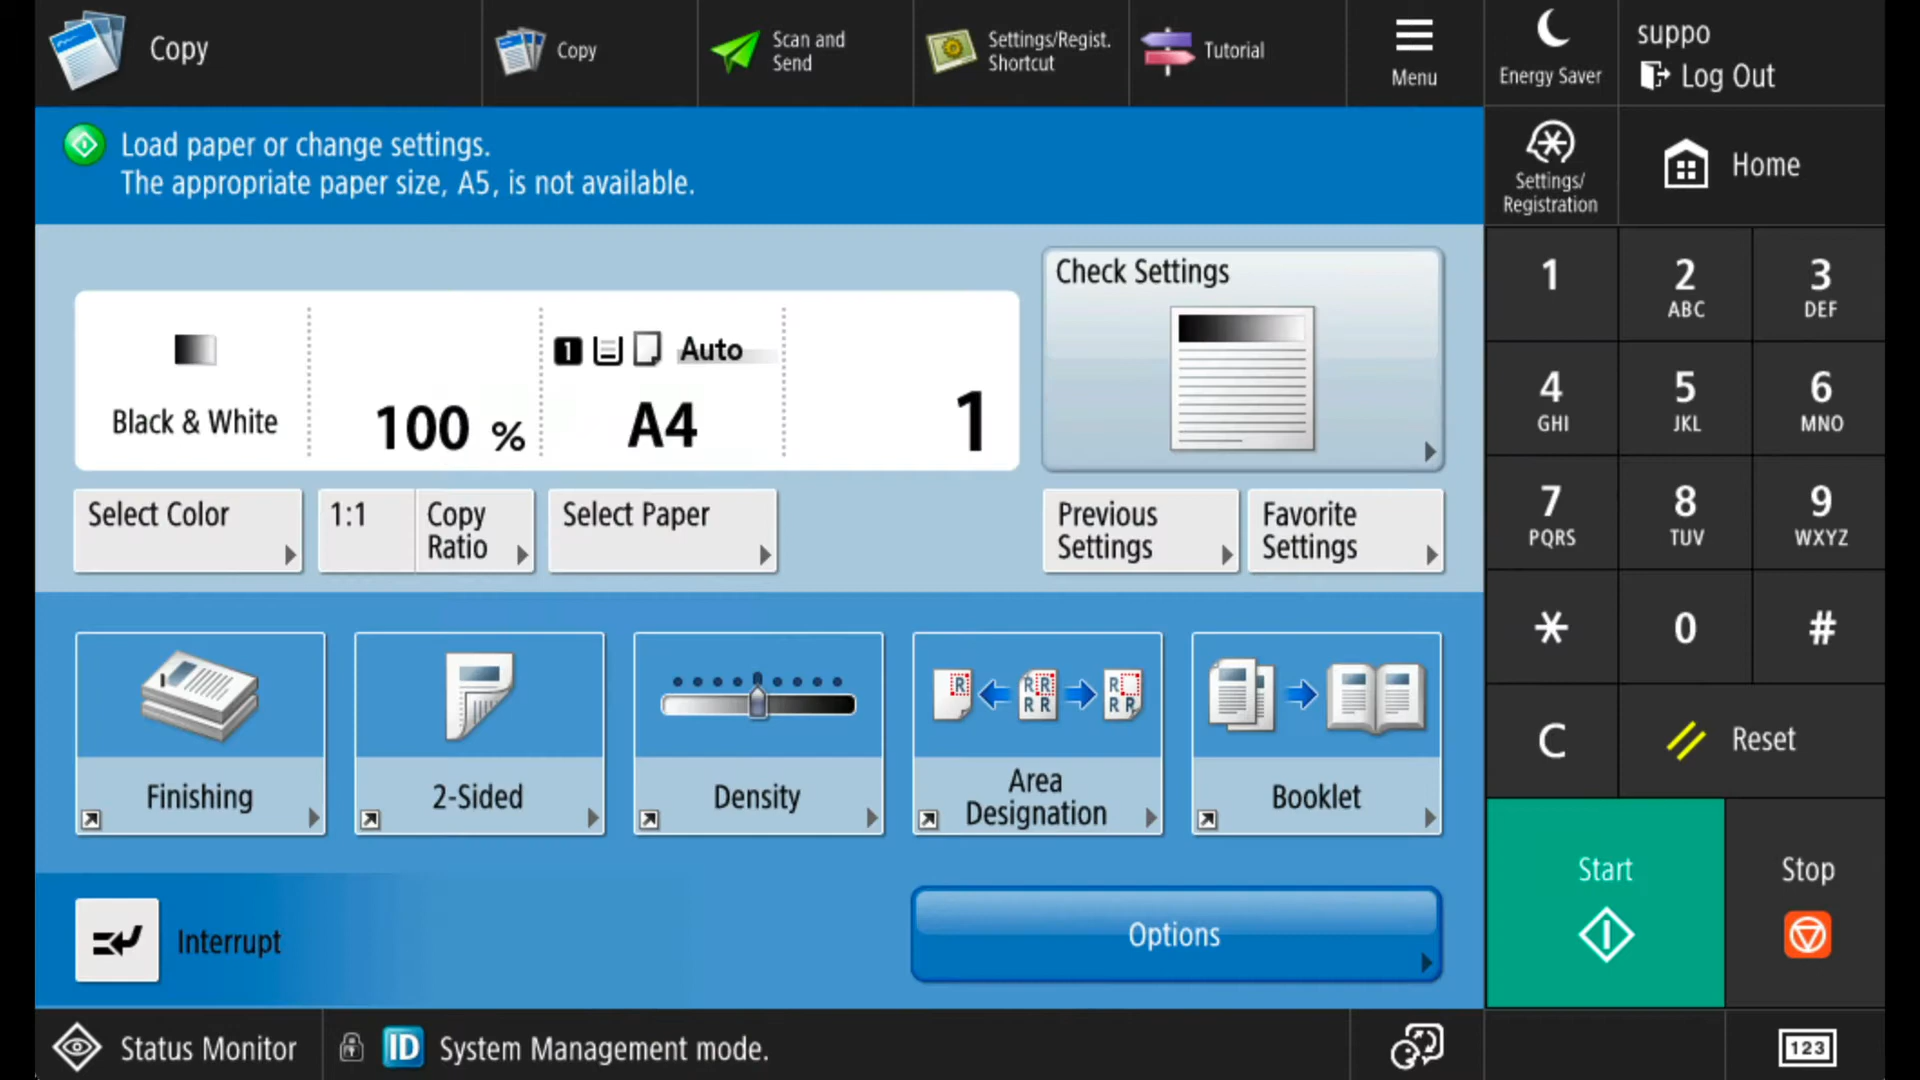 Copy
Copy
Scan and
Send
Settings/Regist.
Shortcut
Tutorial
Menu
Energy Saver
suppo
Log Out
Load paper or change settings.
The appropriate paper size, A5, is not available.
Settings/
Registration
Home
Check Settings
1 Auto
Black & White
100 %
A4
1
Select Color
1:1
Copy
Ratio
Select Paper
Previous
Settings
Favorite
Settings
1
2
ABC
3
DEF
4
GHI
5
JKL
6
MNO
7
PQRS
8
TUV
9
WXYZ
*
0
#
C
Reset
Finishing
2-Sided
Density
R
R R
R R
R
R R
Area
Designation
Booklet
Start
Stop
Interrupt
Options
Status Monitor
ID System Management mode.
123